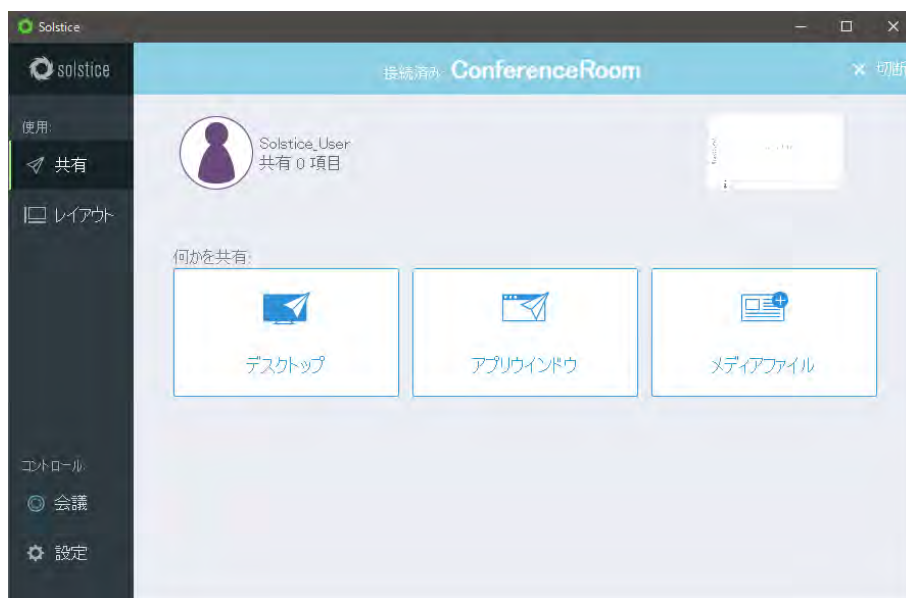 Solstice
solstice
接続済み: ConferenceRoom
切断
使用:
共有
レイアウト
Solstice_User
共有 0 項目
何かを共有:
デスクトップ
アプリウインドウ
メディアファイル
コントロール:
会議
設定